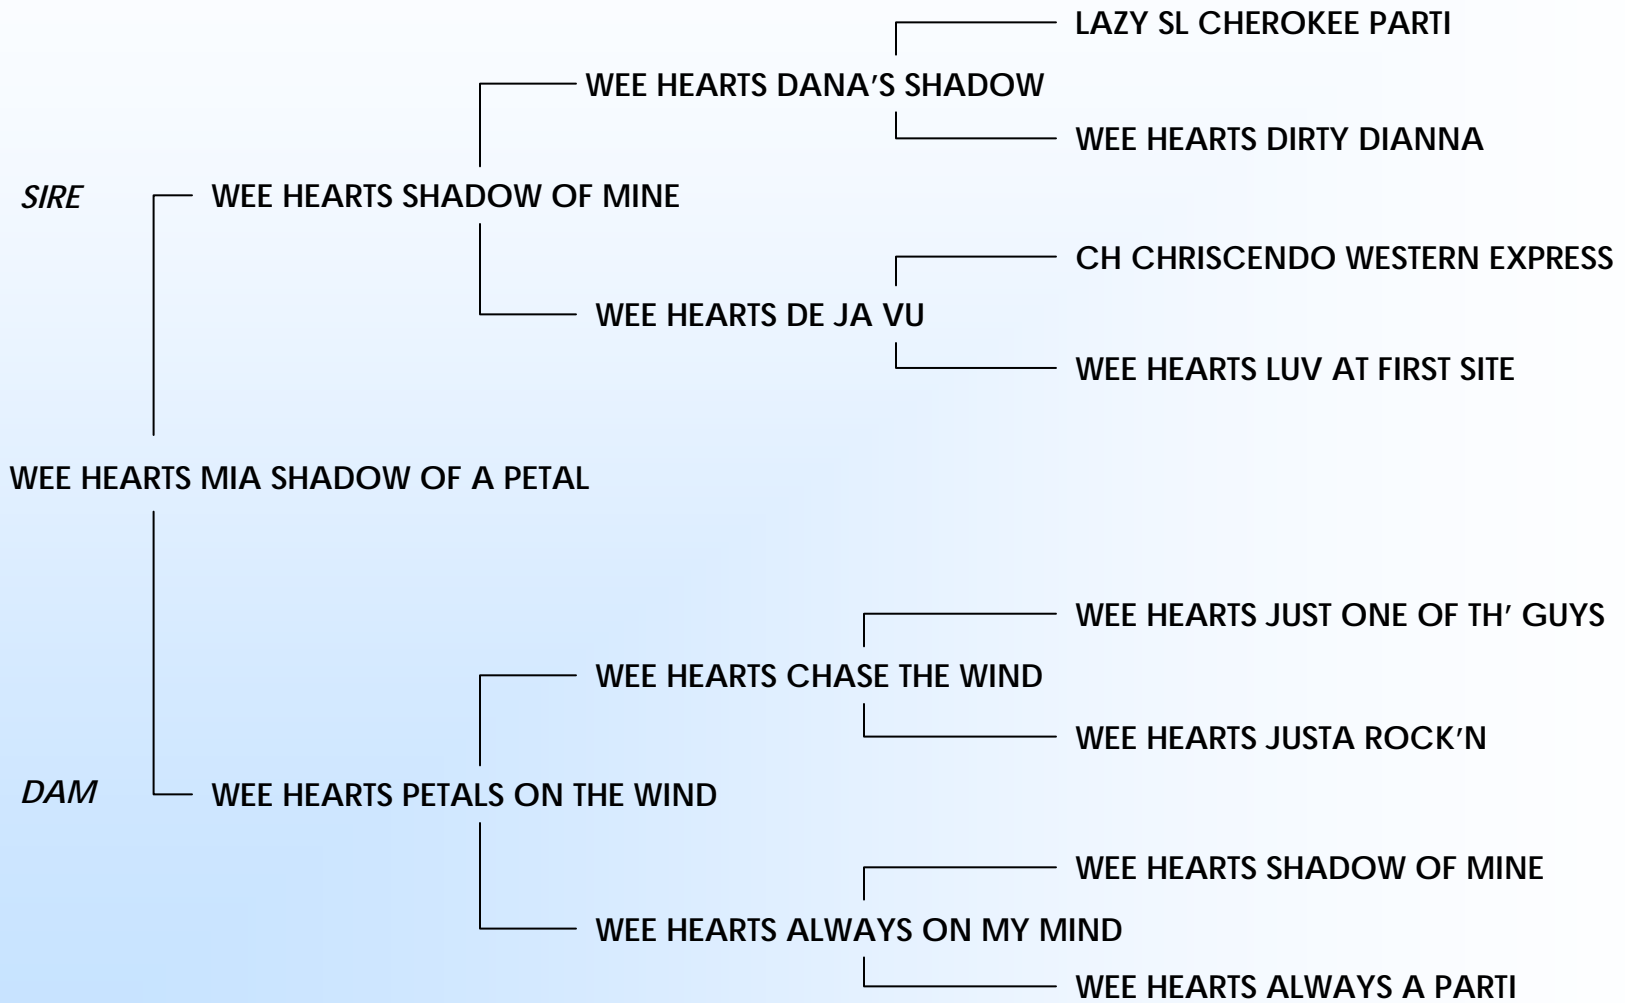 LAZY SL CHEROKEE PARTI
WEE HEARTS DANA'S SHADOW
WEE HEARTS DIRTY DIANNA
SIRE
WEE HEARTS SHADOW OF MINE
CH CHRISCENDO WESTERN EXPRESS
WEE HEARTS DE JA VU
WEE HEARTS LUV AT FIRST SITE
WEE HEARTS MIA SHADOW OF A PETAL
WEE HEARTS JUST ONE OF TH' GUYS
WEE HEARTS CHASE THE WIND
WEE HEARTS JUSTA ROCK'N
DAM
WEE HEARTS PETALS ON THE WIND
WEE HEARTS SHADOW OF MINE
WEE HEARTS ALWAYS ON MY MIND
WEE HEARTS ALWAYS A PARTI